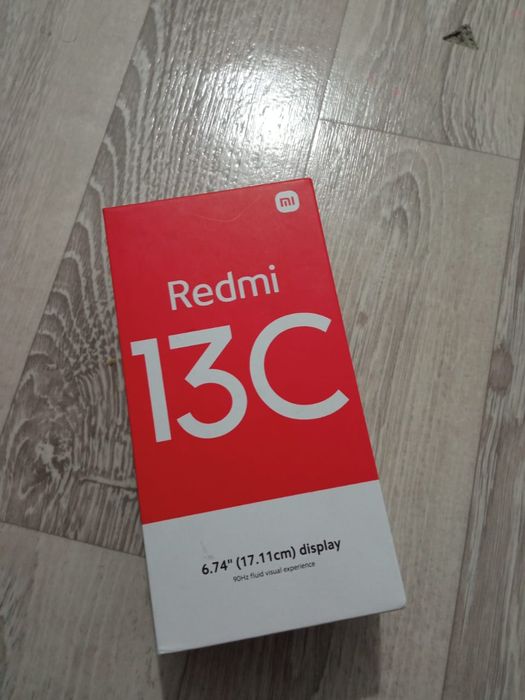 mi
Redmi
13C
6.74" (17.11cm) display
90Hz fluid visual experience